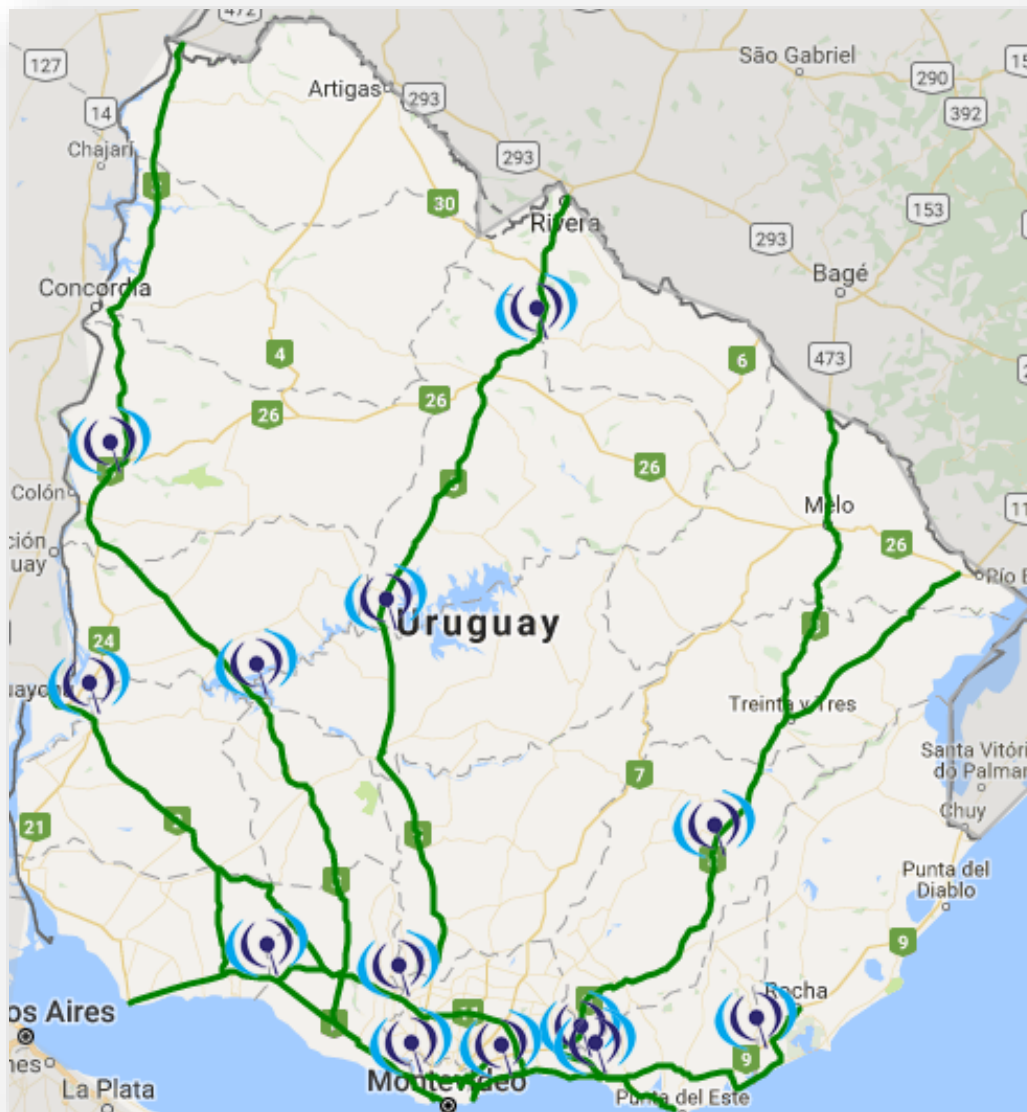 472
127
São Gabriel
Artigas
290
14
293
392
Chajarí
293
153
30
Rivera
293
Bagé
Concordia
4
6
473
26
26
26
Colón
Melo
26
Uruguay
24
Treinta y Tres
Santa Vitóri
do Palmar
7
Chuy
21
Punta del
Diablo
9
Rocha
os Aires
9
Montevideo
Punta del Este
La Plata